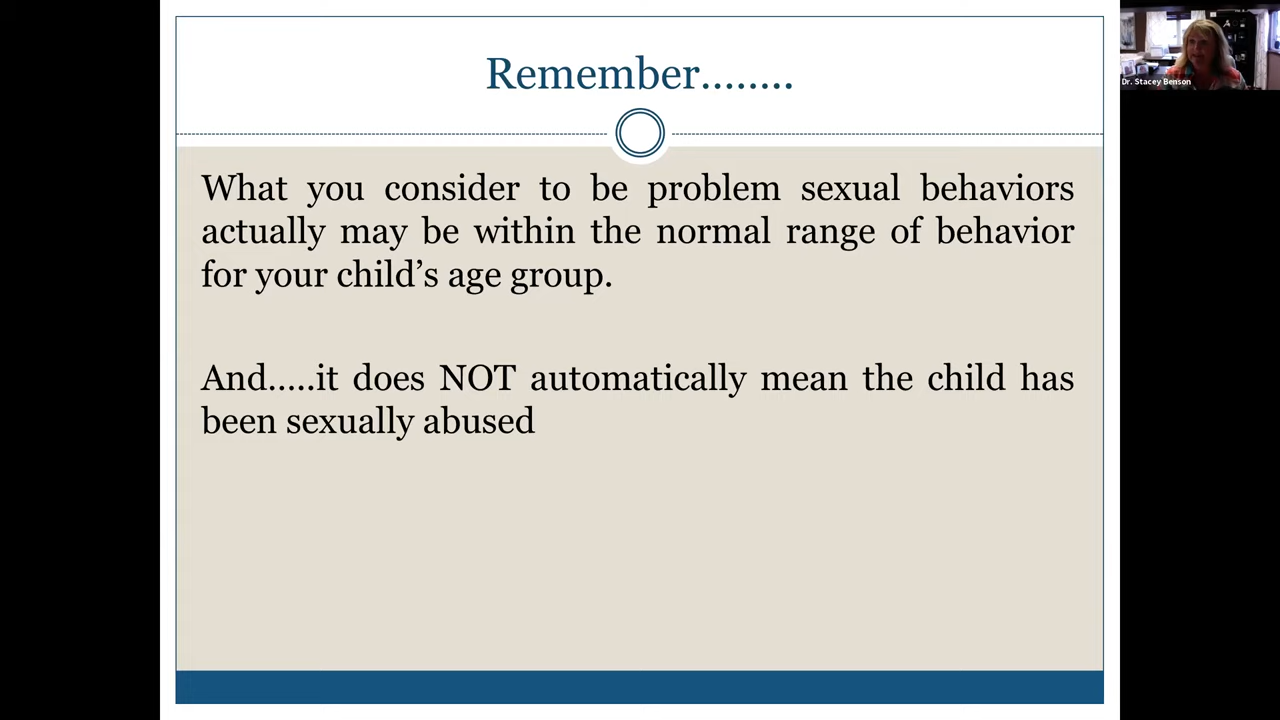 Remember........
Dr. Stacey Benson
What you consider to be problem sexual behaviors
actually may be within the normal range of behavior
for your child’s age group.
And.....it does NOT automatically mean the child has
been sexually abused